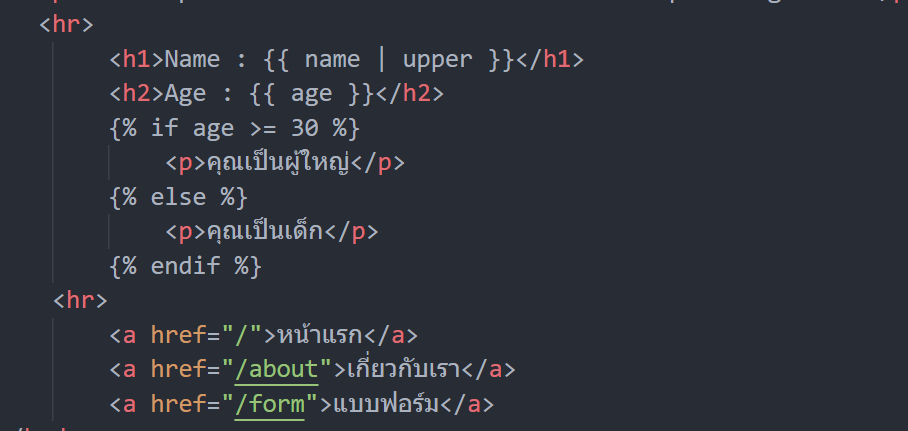 <hr>
<h1>Name : {{ name | upper }}</h1>
<h2>Age : {{ age }}</h2>
{% if age >= 30 %}
<p>คุณเป็นผู้ใหญ่</p>
{% else %}
<p>คุณเป็นเด็ก</p>
{% endif %}
<hr>
<a href="/">หน้าแรก</a>
<a href="/about">เกี่ยวกับเรา</a>
<a href="/form">แบบฟอร์ม</a>